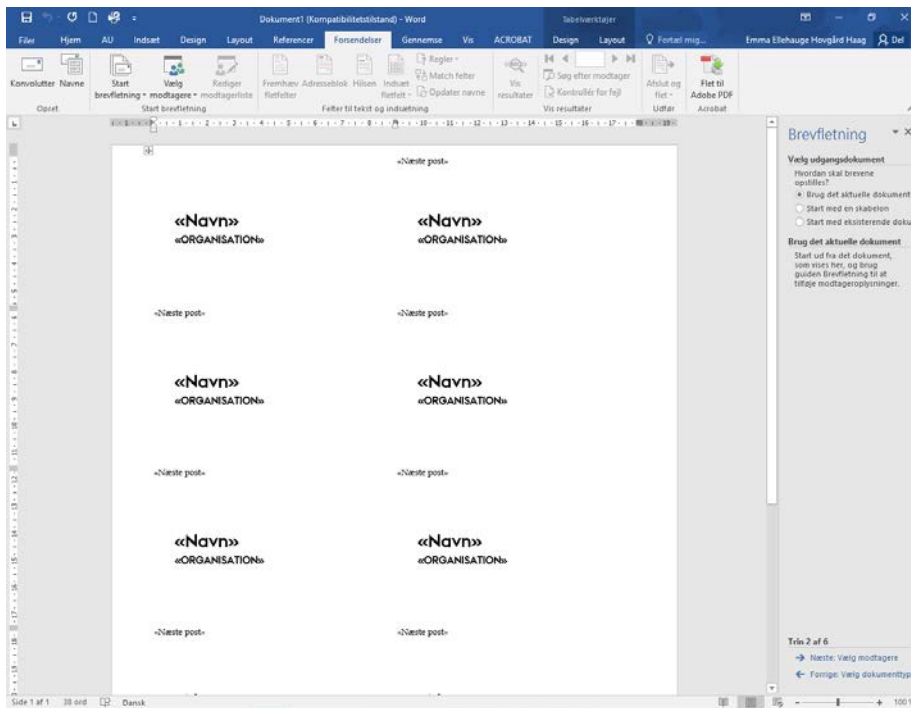 Dokument1 (Kompatibilitetstilstand) - Word
Tabelværktøjer
Filer Hjem AU Indsæt Design Layout Referencer Forsendelser Gennemse Vis ACROBAT Design Layout Fortæl mig... Emma Ellehauge Hovgård Haag Del
Konvolutter Navne
Start brevfletning
Vælg modtagere
Rediger modtagerliste
Fremhæv fletfelter
Adresseblok
Hilsen
Indsæt fletfelt
Regler
Match felter
Opdater navne
Vis resultater
Søg efter modtager
Kontrollér for fejl
Afslut og flet
Flet til Adobe PDF
Opret Start brevfletning Felter til tekst og indsætning Vis resultater Udfør Acrobat
«Næste post»
«Navn» «Navn»
«ORGANISATION» «ORGANISATION»
«Næste post» «Næste post»
«Navn» «Navn»
«ORGANISATION» «ORGANISATION»
«Næste post» «Næste post»
«Navn» «Navn»
«ORGANISATION» «ORGANISATION»
«Næste post» «Næste post»
Brevfletning
Vælg udgangsdokument
Hvordan skal brevene
opstilles?
Brug det aktuelle dokument
Start med en skabelon
Start med eksisterende doku
Brug det aktuelle dokument
Start ud fra det dokument,
som vises her, og brug
guiden Brevfletning til at
tilføje modtageroplysninger.
Trin 2 af 6
Næste: Vælg modtagere
Forrige: Vælg dokumenttyp
Side 1 af 1 38 ord Dansk